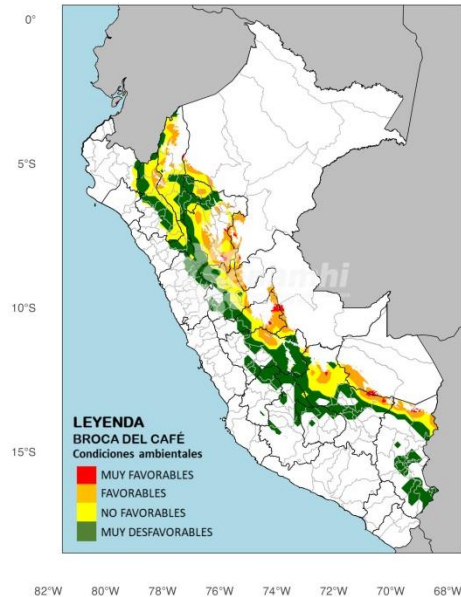 0°
5°S
10°S
15°S
Senamhi
LEYENDA
BROCA DEL CAFÉ
Condiciones ambientales
MUY FAVORABLES
FAVORABLES
NO FAVORABLES
MUY DESFAVORABLES
82°W 80°W 78°W 76°W 74°W 72°W 70°W 68°W